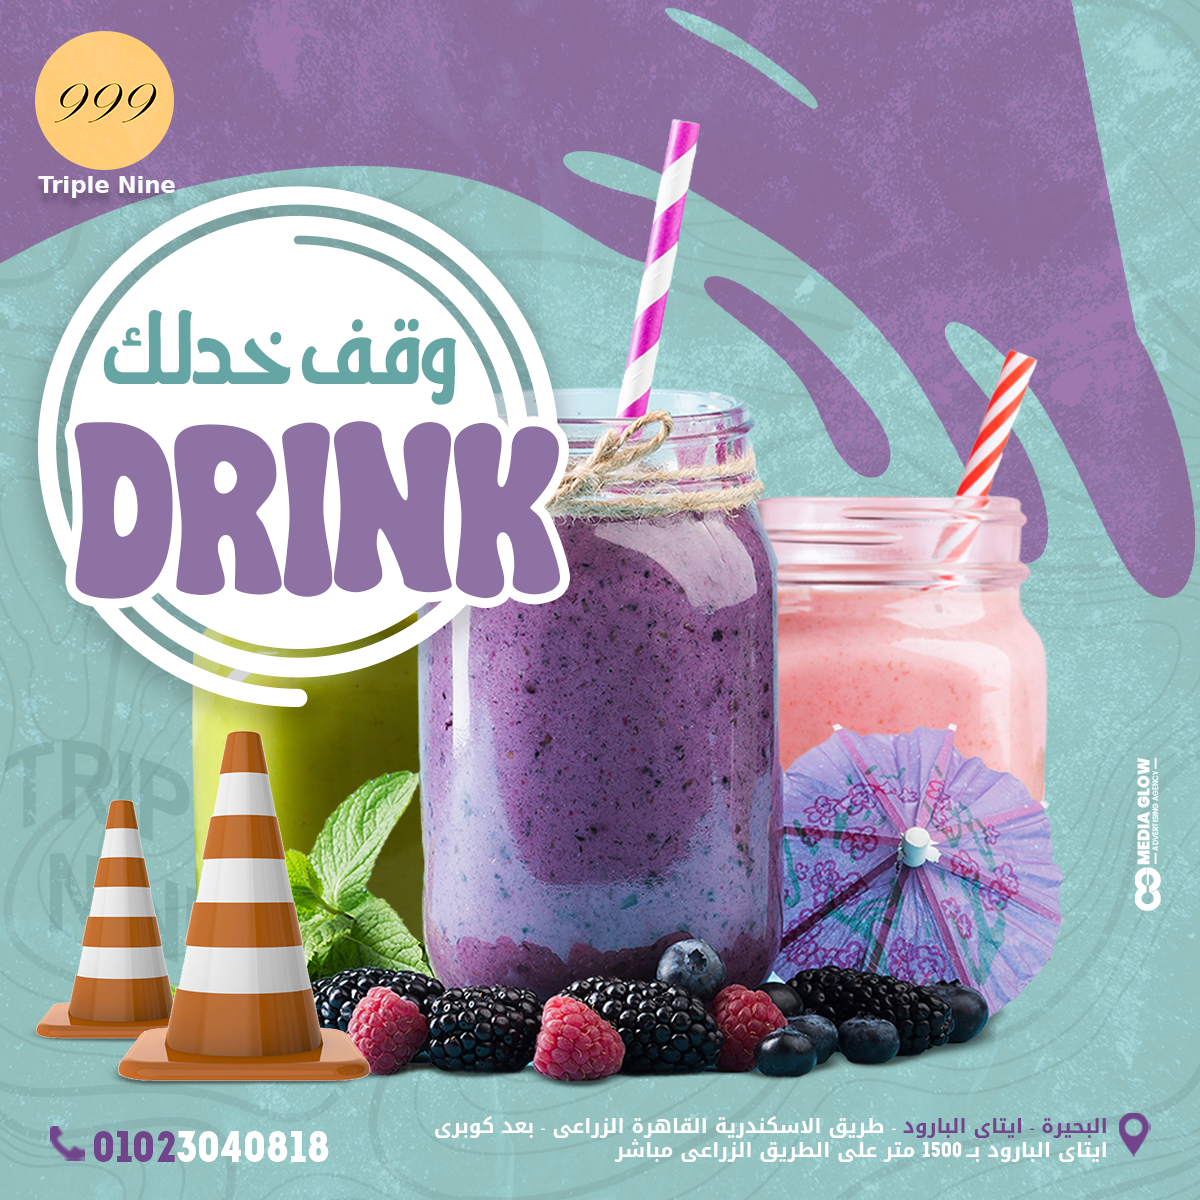 999
Triple Nine
وقف خدلك
DRINK
TRIP
MEDIA GLOW
ADVERTISING AGENCY
البحيرة - ايتاى البارود - طريق الاسكندرية القاهرة الزراعى - بعد كوبرى
ايتاى البارود بـ 1500 متر على الطريق الزراعى مباشر
01023040818